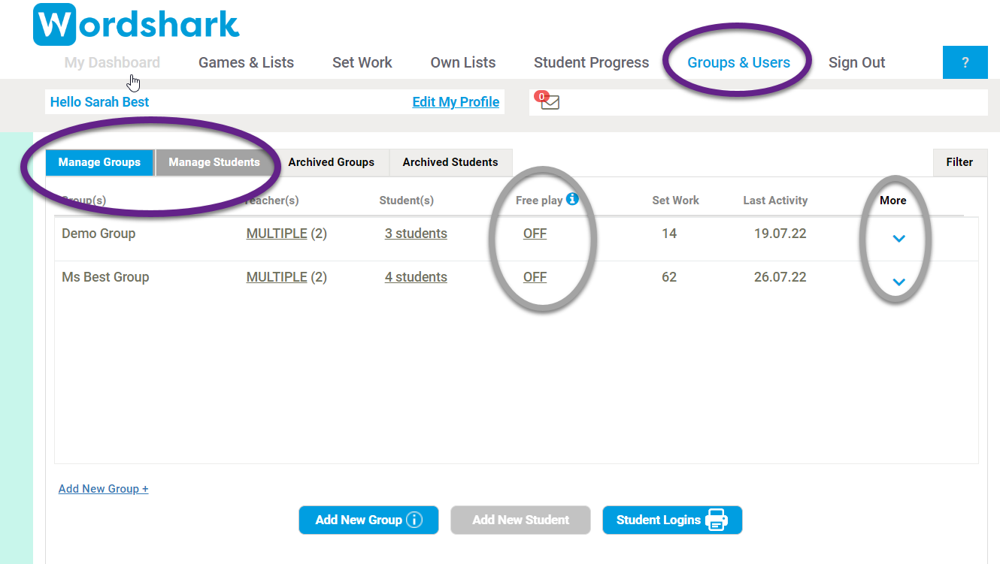 Wordshark
My Dashboard Games & Lists Set Work Own Lists Student Progress Groups & Users Sign Out ?
Hello Sarah Best Edit My Profile 0
Manage Groups Manage Students Archived Groups Archived Students Filter
Group(s) Teacher(s) Student(s) Free play i Set Work Last Activity More
Demo Group MULTIPLE (2) 3 students OFF 14 19.07.22
Ms Best Group MULTIPLE (2) 4 students OFF 62 26.07.22
Add New Group +
Add New Group i Add New Student Student Logins